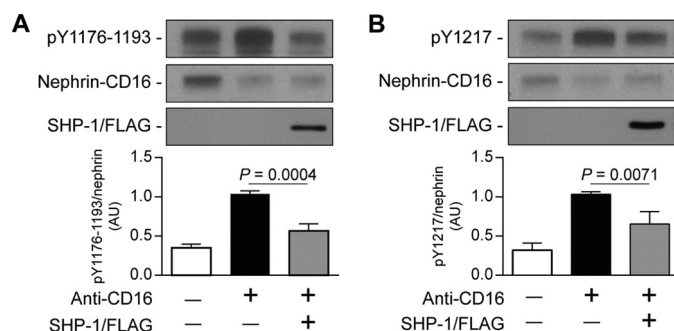 A
pY1176-1193 -
Nephrin-CD16 -
SHP-1/FLAG -
pY1176-1193/nephrin
(AU)
1.5
1.0
0.5
0.0
P = 0.0004
Anti-CD16 — + +
SHP-1/FLAG — — +
B
pY1217 -
Nephrin-CD16 -
SHP-1/FLAG -
pY1217/nephrin
(AU)
1.5
1.0
0.5
0.0
P = 0.0071
Anti-CD16 — + +
SHP-1/FLAG — — +